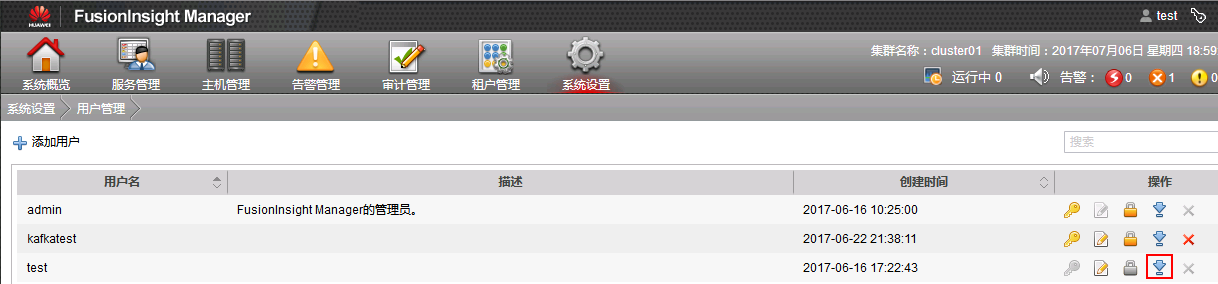 HUAWEI FusionInsight Manager test
系统概览 服务管理 主机管理 告警管理 审计管理 租户管理 系统设置
集群名称：cluster01 集群时间：2017年07月06日 星期四 18:59
运行中 0 告警： 0 1 0
系统设置 用户管理
添加用户 搜索
用户名 描述 创建时间 操作
admin FusionInsight Manager的管理员。 2017-06-16 10:25:00
kafkatest 2017-06-22 21:38:11
test 2017-06-16 17:22:43